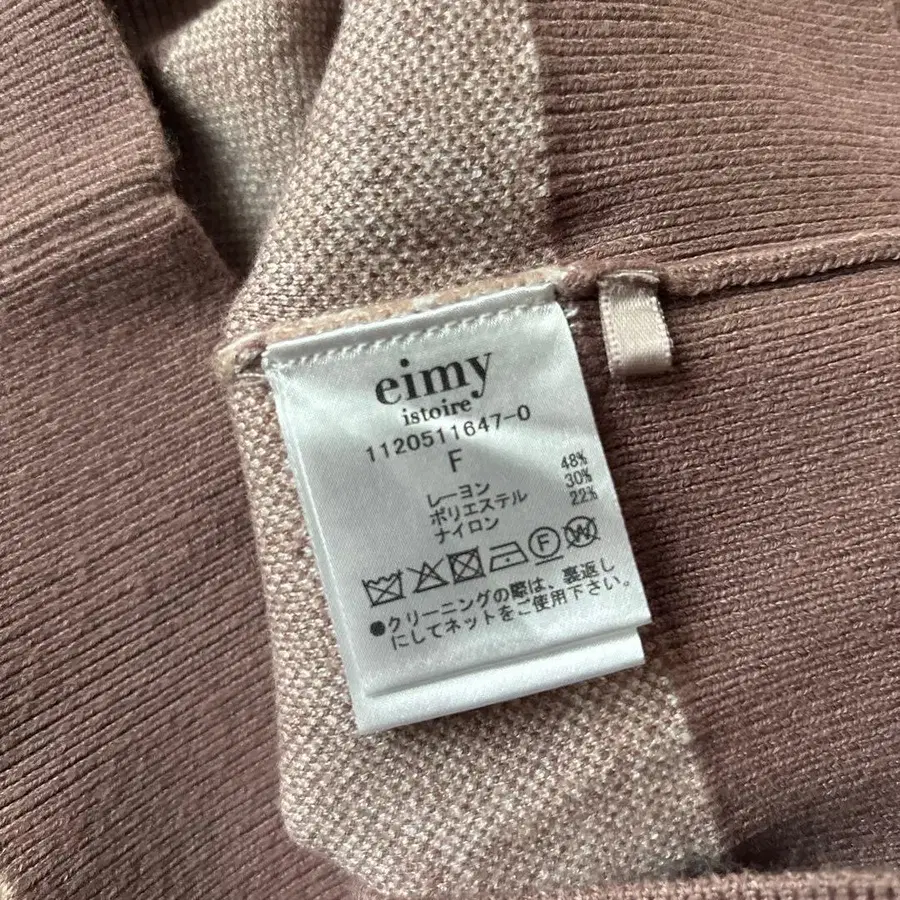 eimy
istoire
1120511647-0
F
レーヨン 48%
ポリエステル 30%
ナイロン 22%
F W
●クリーニングの際は、裏返し
にしてネットをご使用下さい。